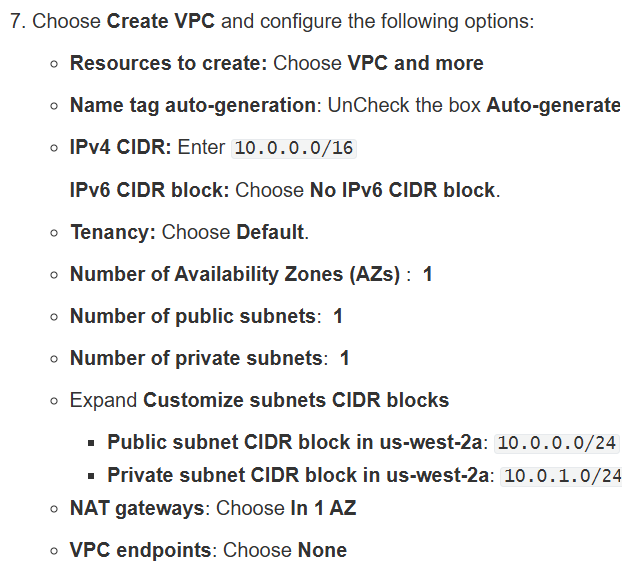 7. Choose Create VPC and configure the following options:
Resources to create: Choose VPC and more
Name tag auto-generation: UnCheck the box Auto-generate
IPv4 CIDR: Enter 10.0.0.0/16
IPv6 CIDR block: Choose No IPv6 CIDR block.
Tenancy: Choose Default.
Number of Availability Zones (AZs) : 1
Number of public subnets: 1
Number of private subnets: 1
Expand Customize subnets CIDR blocks
Public subnet CIDR block in us-west-2a: 10.0.0.0/24
Private subnet CIDR block in us-west-2a: 10.0.1.0/24
NAT gateways: Choose In 1 AZ
VPC endpoints: Choose None